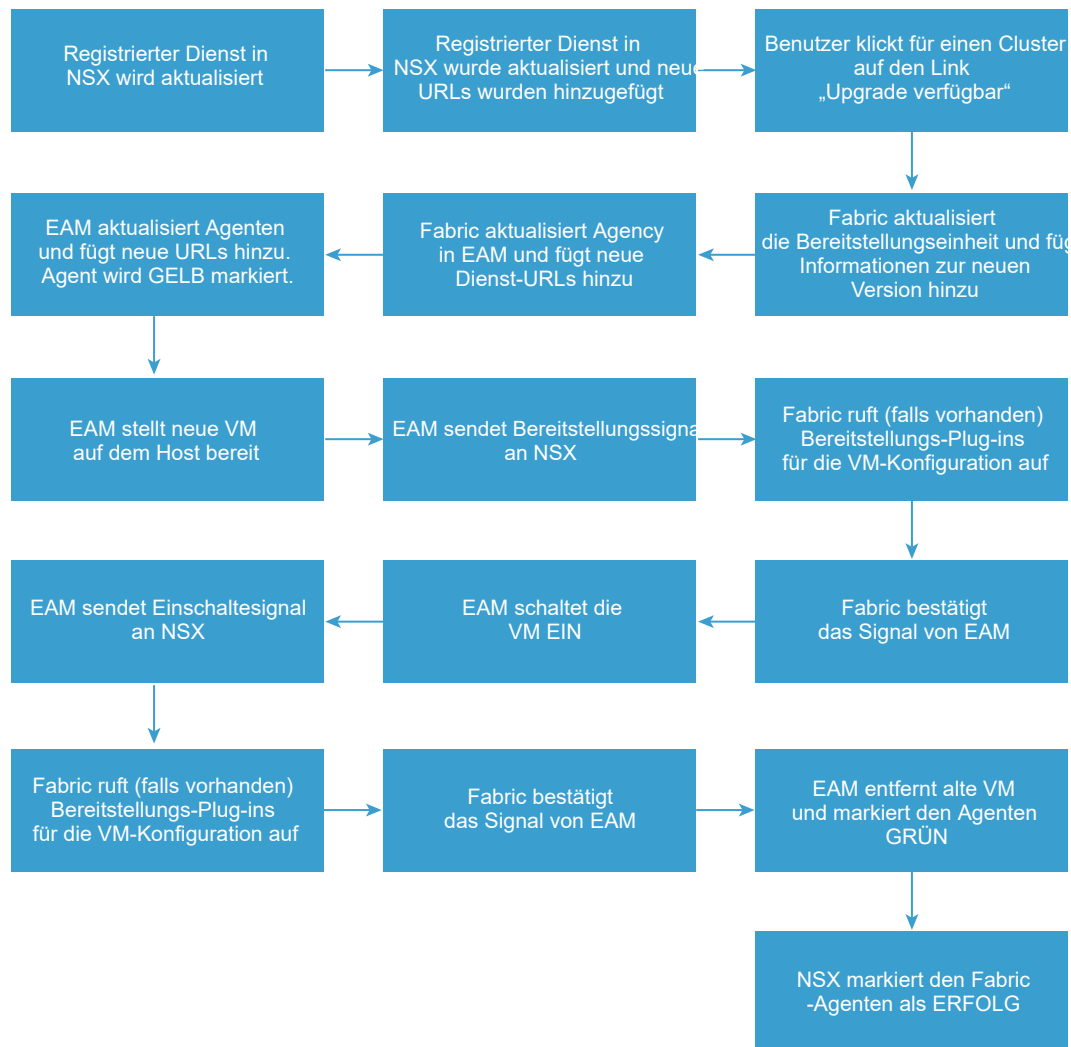 Registrierter Dienst in
NSX wird aktualisiert
Registrierter Dienst in
NSX wurde aktualisiert und neue
URLs wurden hinzugefügt
Benutzer klickt für einen Cluster
auf den Link
„Upgrade verfügbar“
Fabric aktualisiert
die Bereitstellungseinheit und füg
Informationen zur neuen
Version hinzu
Fabric aktualisiert Agency
in EAM und fügt neue
Dienst-URLs hinzu
EAM aktualisiert Agenten
und fügt neue URLs hinzu.
Agent wird GELB markiert.
EAM stellt neue VM
auf dem Host bereit
EAM sendet Bereitstellungssigna
an NSX
Fabric ruft (falls vorhanden)
Bereitstellungs-Plug-ins
für die VM-Konfiguration auf
Fabric bestätigt
das Signal von EAM
EAM schaltet die
VM EIN
EAM sendet Einschaltesignal
an NSX
Fabric ruft (falls vorhanden)
Bereitstellungs-Plug-ins
für die VM-Konfiguration auf
Fabric bestätigt
das Signal von EAM
EAM entfernt alte VM
und markiert den Agenten
GRÜN
NSX markiert den Fabric
-Agenten als ERFOLG